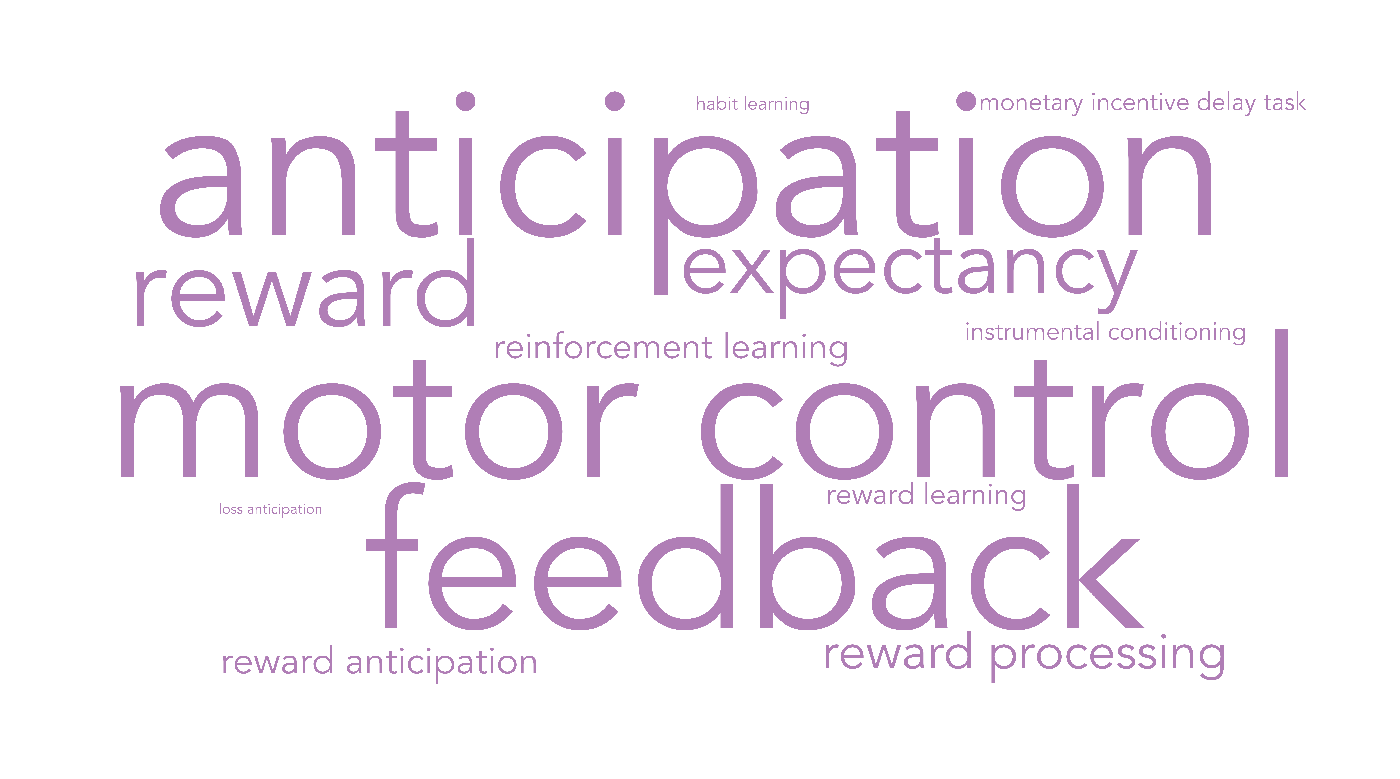 habit learning
monetary incentive delay task
anticipation
reward
expectancy
reinforcement learning
instrumental conditioning
motor control
loss anticipation
reward learning
feedback
reward anticipation
reward processing